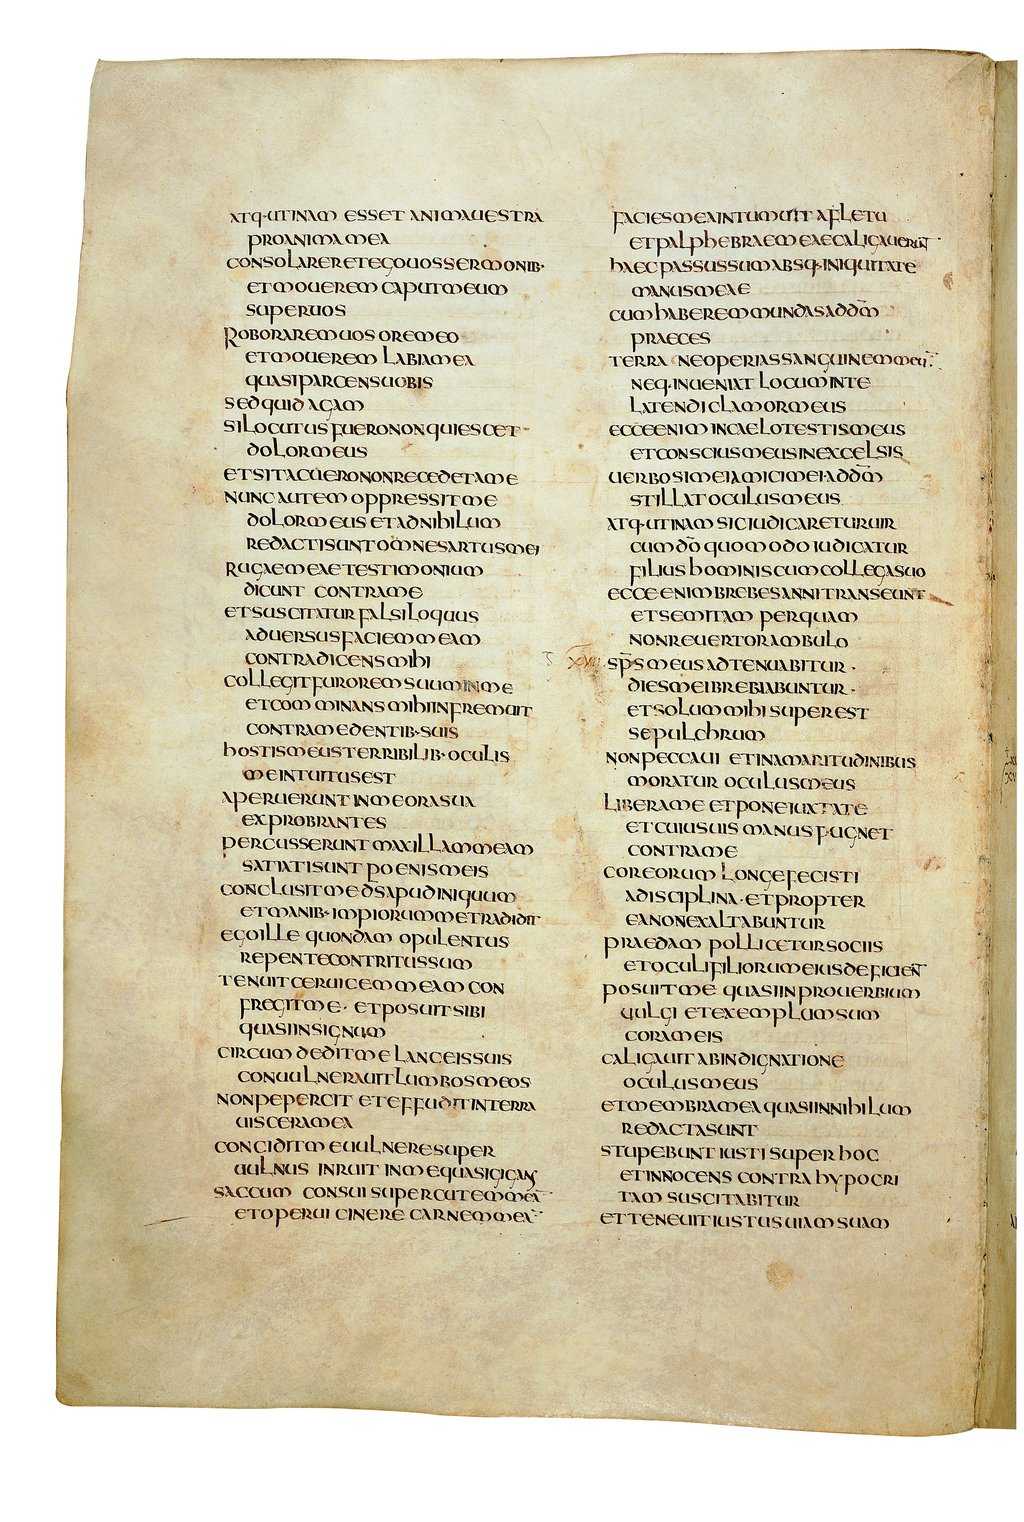 ATQ·UTINAM ESSET ANIMA UESTRA
PRO ANIMA MEA
CONSOLARER ET EGO UOS SERMONIB·
ET MOUEREM CAPUT MEUM
SUPER UOS
ROBORAREM UOS ORE MEO
ET MOUEREM LABIA MEA
QUASI PARCENS UOBIS
SED QUID AGAM
SI LOCUTUS FUERO NON QUIESCET
DOLOR MEUS
ET SI TACUERO NON RECEDET A ME
NUNC AUTEM OPPRESSIT ME
DOLOR MEUS ET AD NIHILUM
REDACTI SUNT OMNES ARTUS MEI
RUGAE MEAE TESTIMONIUM
DICUNT CONTRA ME
ET SUSCITATUR FALSILOQUUS
ADUERSUS FACIEM MEAM
CONTRADICENS MIHI
COLLEGIT FUROREM SUUM IN ME
ET COMMINANS MIHI INFREMUIT
CONTRA ME DENTIB·SUIS
HOSTIS MEUS TERRIBILIB·OCULIS
ME INTUITUS EST
APERUERUNT IN ME ORA SUA
EXPROBRANTES
PERCUSSERUNT MAXILLAM MEAM
SATIATI SUNT POENIS MEIS
CONCLUSIT ME DS APUD INIQUUM
ET MANIB·IMPIORUM ME TRADIDIT
EGO ILLE QUONDAM OPULENTUS
REPENTE CONTRITUS SUM
TENUIT CERUICEM MEAM CON
FREGIT ME· ET POSUIT SIBI
QUASI IN SIGNUM
CIRCUMDEDIT ME LANCEIS SUIS
CONUULNERAUIT LUMBOS MEOS
NON PEPERCIT ET EFFUDIT IN TERRA
UISCERA MEA
CONCIDIT ME UULNERE SUPER
UULNUS INRUIT IN ME QUASI GIGANS
SACCUM CONSUI SUPER CUTEM MEĀ
ET OPERUI CINERE CARNEM MEĀ
FACIES MEA INTUMUIT A FLETU
ET PALPHEBRAE MEAE CALIGAUERUN̄T
HAEC PASSUS SUM ABSQ·INIQUITATE
MANUS MEAE
CUM HABEREM MUNDAS AD DM̄
PRAECES
TERRA NE OPERIAS SANGUINEM MEŪ
NEQ·INUENIAT LOCUM IN TE
LATENDI CLAMOR MEUS
ECCE ENIM IN CAELO TESTIS MEUS
ET CONSCIUS MEUS IN EXCELSIS
UERBOSI MEI AMICI MEI·AD DM̄
STILLAT OCULUS MEUS
ATQ·UTINAM SIC IUDICARETUR UIR
CUM DŌ QUOMODO IUDICATUR
FILIUS HOMINIS CUM COLLEGA SUO
ECCE ENIM BREBES ANNI TRANSEUNT
ET SEMITAM PER QUAM
NON REUERTOR AMBULO
XVII SP̄S MEUS ADTENUABITUR·
DIES MEI BREBIABUNTUR·
ET SOLUM MIHI SUPEREST
SEPULCHRUM
NON PECCAUI ET IN AMARITUDINIBUS
MORATUR OCULUS MEUS
LIBERA ME ET PONE IUXTA TE
ET CUIUSUIS MANUS PUGNET
CONTRA ME
COR EORUM LONGE FECISTI
A DISCIPLINA·ET PROPTER
EA NON EXALTABUNTUR
PRAEDAM POLLICETUR SOCIIS
ET OCULI FILIORUM EIUS DEFICIENT
POSUIT ME QUASI IN PROUERBIUM
UULGI ET EXEMPLUM SUM
CORAM EIS
CALIGAUIT AB INDIGNATIONE
OCULUS MEUS
ET MEMBRA MEA QUASI IN NIHILUM
REDACTA SUNT
STUPEBUNT IUSTI SUPER HOC
ET INNOCENS CONTRA HYPOCRI
TAM SUSCITABITUR
ET TENEUIT IUSTUS UIAM SUAM